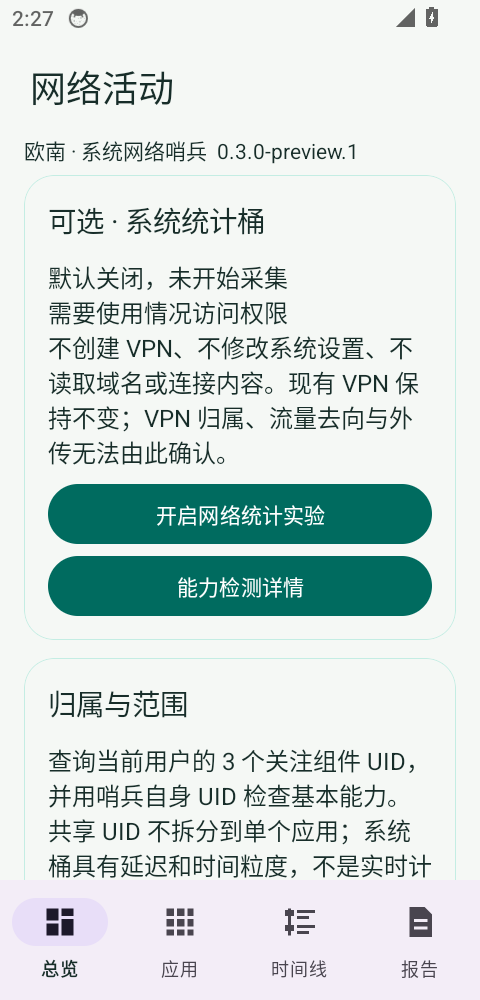 2:27
网络活动
欧南 · 系统网络哨兵 0.3.0-preview.1
可选 · 系统统计桶
默认关闭，未开始采集
需要使用情况访问权限
不创建 VPN、不修改系统设置、不
读取域名或连接内容。现有 VPN 保
持不变；VPN 归属、流量去向与外
传无法由此确认。
开启网络统计实验
能力检测详情
归属与范围
查询当前用户的 3 个关注组件 UID，
并用哨兵自身 UID 检查基本能力。
共享 UID 不拆分到单个应用；系统
桶具有延迟和时间粒度，不是实时计
总览
应用
时间线
报告